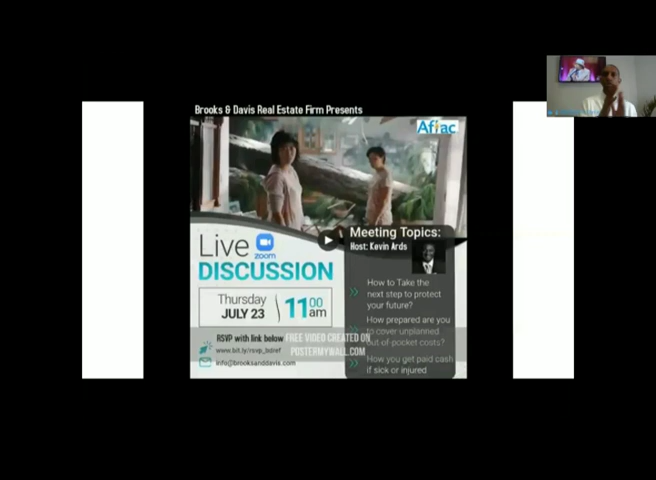 Brooks & Davis Real Estate Firm Presents
Aflac
Live
zoom
DISCUSSION
Thursday
JULY 23
11 00 am
RSVP with link below
www.bit.ly/rsvp_bdref
info@brooksanddavis.com
FREE VIDEO CREATED ON
POSTERMYWALL.COM
Meeting Topics:
Host: Kevin Ards
How to Take the
next step to protect
your future?
How prepared are you
to cover unplanned
out-of-pocket costs?
How you get paid cash
if sick or injured